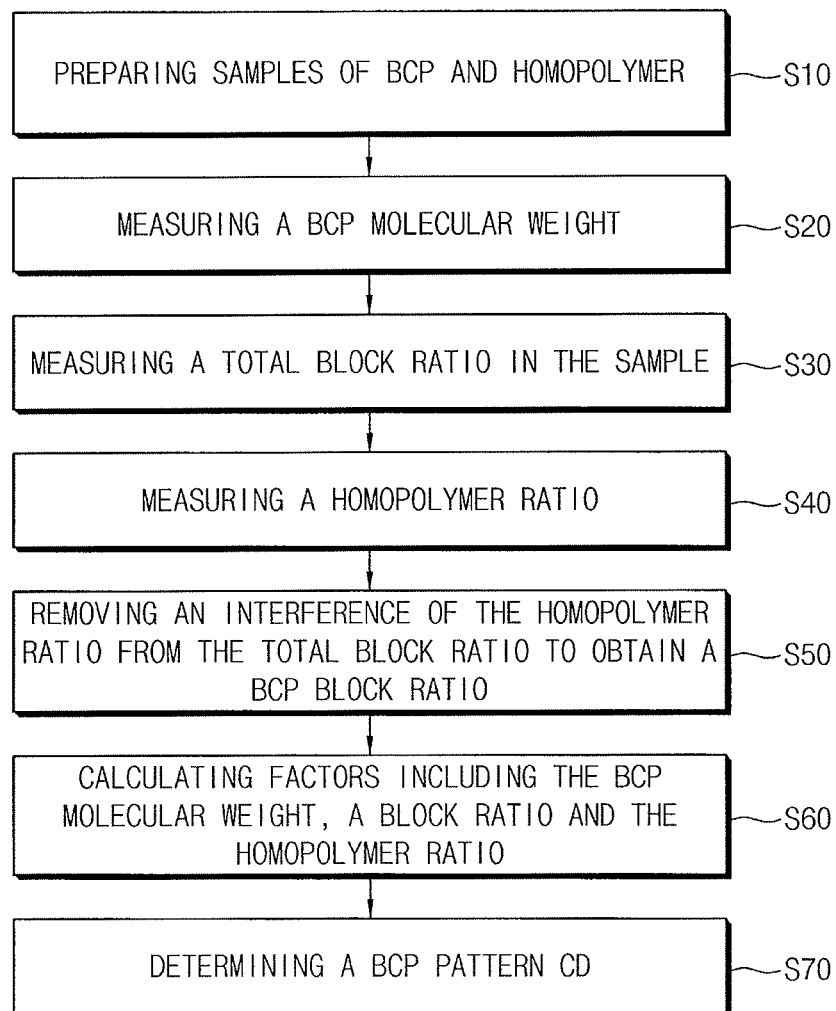 PREPARING SAMPLES OF BCP AND HOMOPOLYMER
S10
MEASURING A BCP MOLECULAR WEIGHT
S20
MEASURING A TOTAL BLOCK RATIO IN THE SAMPLE
S30
MEASURING A HOMOPOLYMER RATIO
S40
REMOVING AN INTERFERENCE OF THE HOMOPOLYMER
RATIO FROM THE TOTAL BLOCK RATIO TO OBTAIN A
BCP BLOCK RATIO
S50
CALCULATING FACTORS INCLUDING THE BCP
MOLECULAR WEIGHT, A BLOCK RATIO AND THE
HOMOPOLYMER RATIO
S60
DETERMINING A BCP PATTERN CD
S70